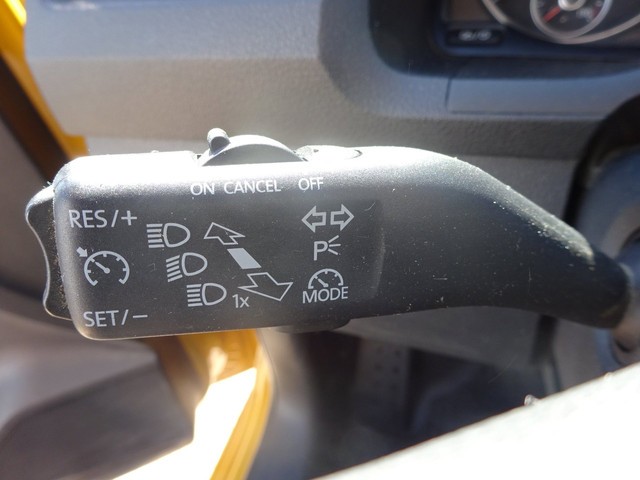 ON CANCEL OFF
RES/+
P
1x
MODE
SET/-